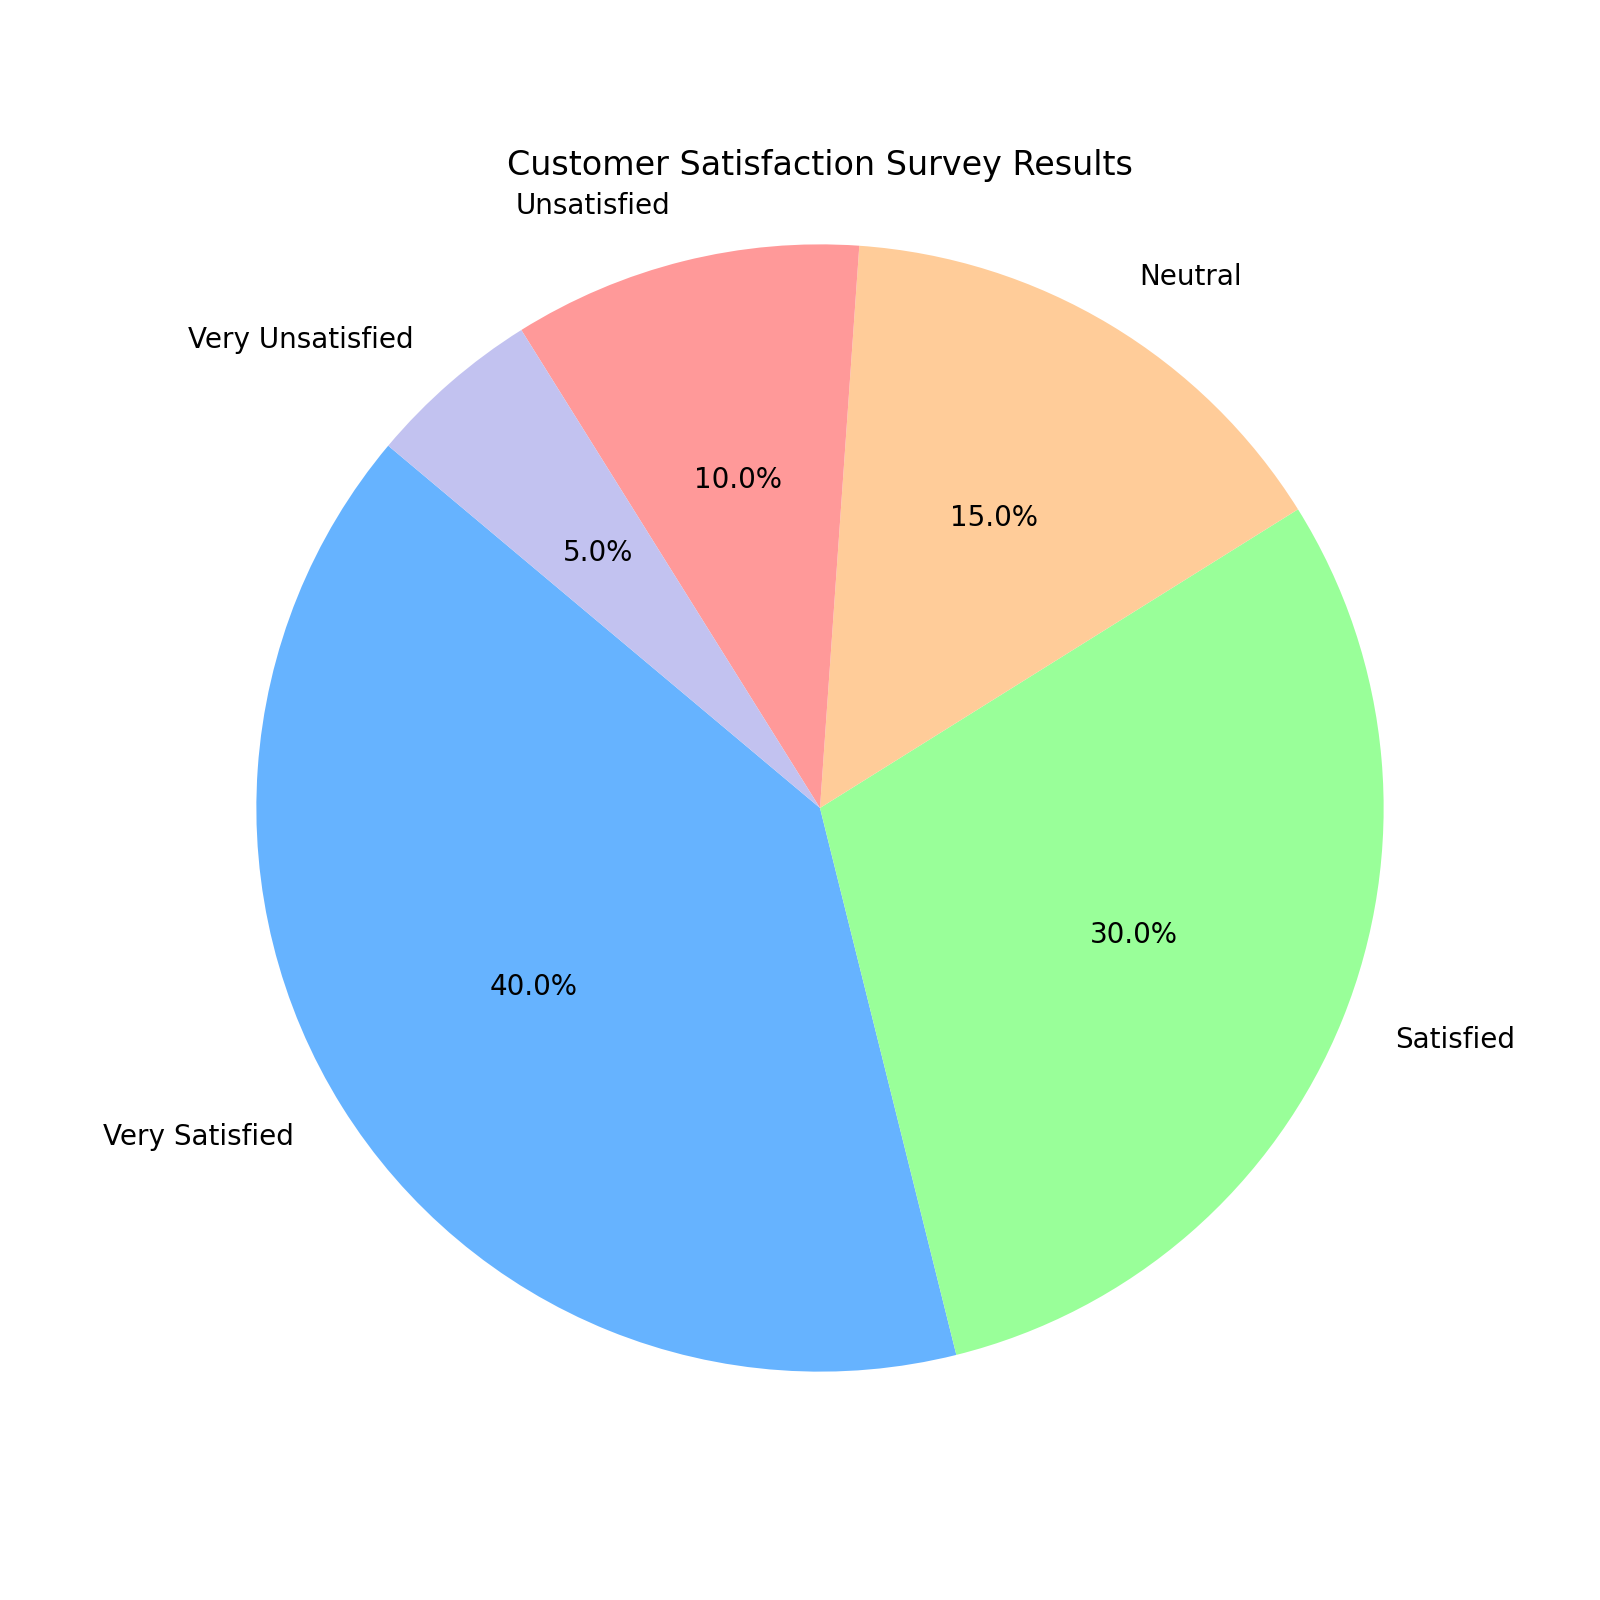 Customer Satisfaction Survey Results
Unsatisfied
Neutral
Very Unsatisfied
10.0%
15.0%
5.0%
30.0%
40.0%
Satisfied
Very Satisfied